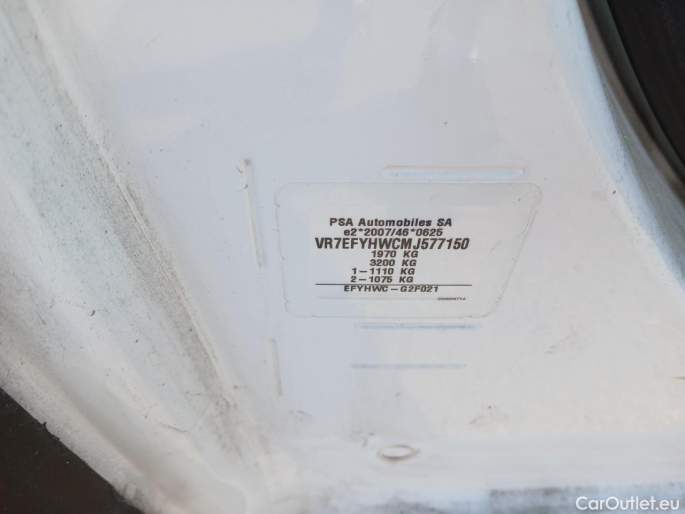 PSA Automobiles SA
e2*2007/46*0625
VR7EFYHWCMJ577150
1970 KG
3200 KG
1-1110 KG
2-1075 KG
EFYHWC-G2F021
CarOutlet.eu